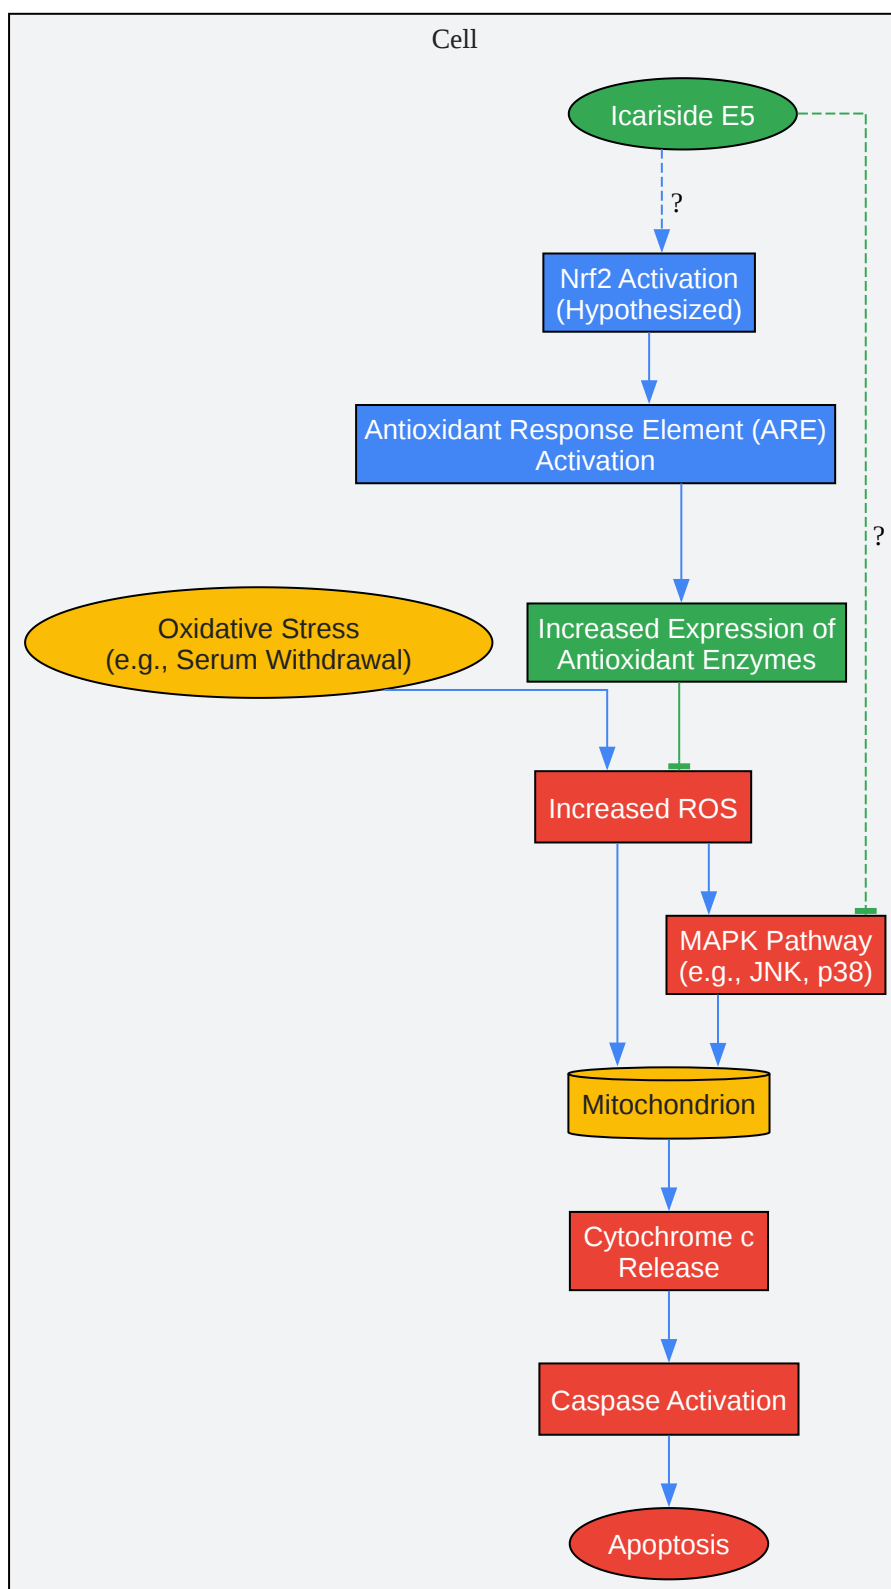 Cell
Icariside E5
?
Nrf2 Activation
(Hypothesized)
Antioxidant Response Element (ARE)
Activation
?
Oxidative Stress
(e.g., Serum Withdrawal)
Increased Expression of
Antioxidant Enzymes
Increased ROS
MAPK Pathway
(e.g., JNK, p38)
Mitochondrion
Cytochrome c
Release
Caspase Activation
Apoptosis